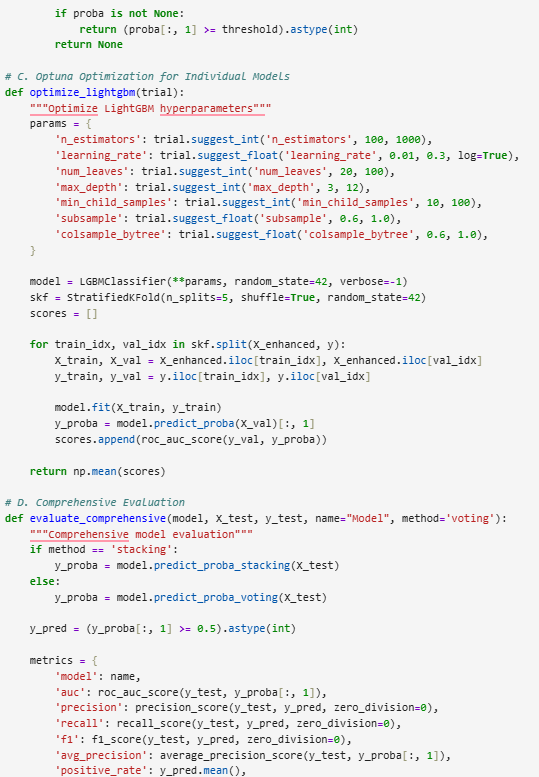 if proba is not None:
            return (proba[:, 1] >= threshold).astype(int)
        return None

# C. Optuna Optimization for Individual Models
def optimize_lightgbm(trial):
    """Optimize LightGBM hyperparameters"""
    params = {
        'n_estimators': trial.suggest_int('n_estimators', 100, 1000),
        'learning_rate': trial.suggest_float('learning_rate', 0.01, 0.3, log=True),
        'num_leaves': trial.suggest_int('num_leaves', 20, 100),
        'max_depth': trial.suggest_int('max_depth', 3, 12),
        'min_child_samples': trial.suggest_int('min_child_samples', 10, 100),
        'subsample': trial.suggest_float('subsample', 0.6, 1.0),
        'colsample_bytree': trial.suggest_float('colsample_bytree', 0.6, 1.0),
    }

    model = LGBMClassifier(**params, random_state=42, verbose=-1)
    skf = StratifiedKFold(n_splits=5, shuffle=True, random_state=42)
    scores = []

    for train_idx, val_idx in skf.split(X_enhanced, y):
        X_train, X_val = X_enhanced.iloc[train_idx], X_enhanced.iloc[val_idx]
        y_train, y_val = y.iloc[train_idx], y.iloc[val_idx]

        model.fit(X_train, y_train)
        y_proba = model.predict_proba(X_val)[:, 1]
        scores.append(roc_auc_score(y_val, y_proba))

    return np.mean(scores)

# D. Comprehensive Evaluation
def evaluate_comprehensive(model, X_test, y_test, name="Model", method='voting'):
    """Comprehensive model evaluation"""
    if method == 'stacking':
        y_proba = model.predict_proba_stacking(X_test)
    else:
        y_proba = model.predict_proba_voting(X_test)

    y_pred = (y_proba[:, 1] >= 0.5).astype(int)

    metrics = {
        'model': name,
        'auc': roc_auc_score(y_test, y_proba[:, 1]),
        'precision': precision_score(y_test, y_pred, zero_division=0),
        'recall': recall_score(y_test, y_pred, zero_division=0),
        'f1': f1_score(y_test, y_pred, zero_division=0),
        'avg_precision': average_precision_score(y_test, y_proba[:, 1]),
        'positive_rate': y_pred.mean(),